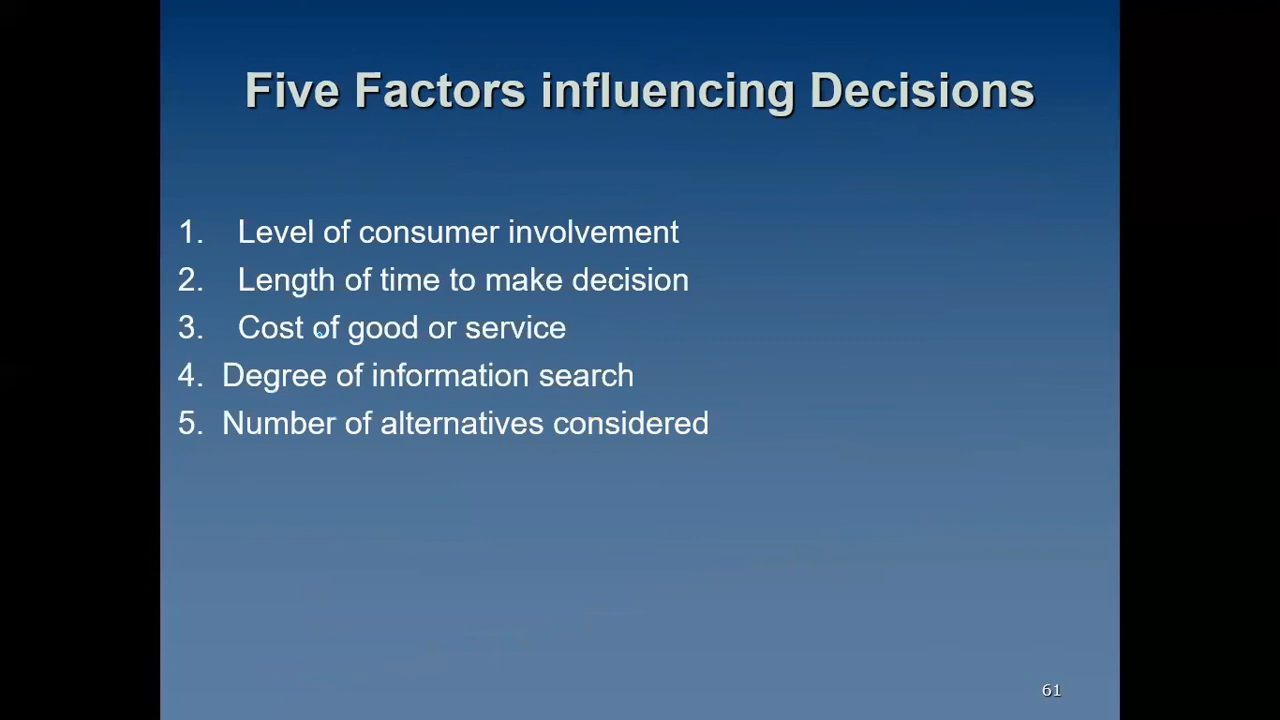 Five Factors influencing Decisions
1. Level of consumer involvement
2. Length of time to make decision
3. Cost of good or service
4. Degree of information search
5. Number of alternatives considered
61